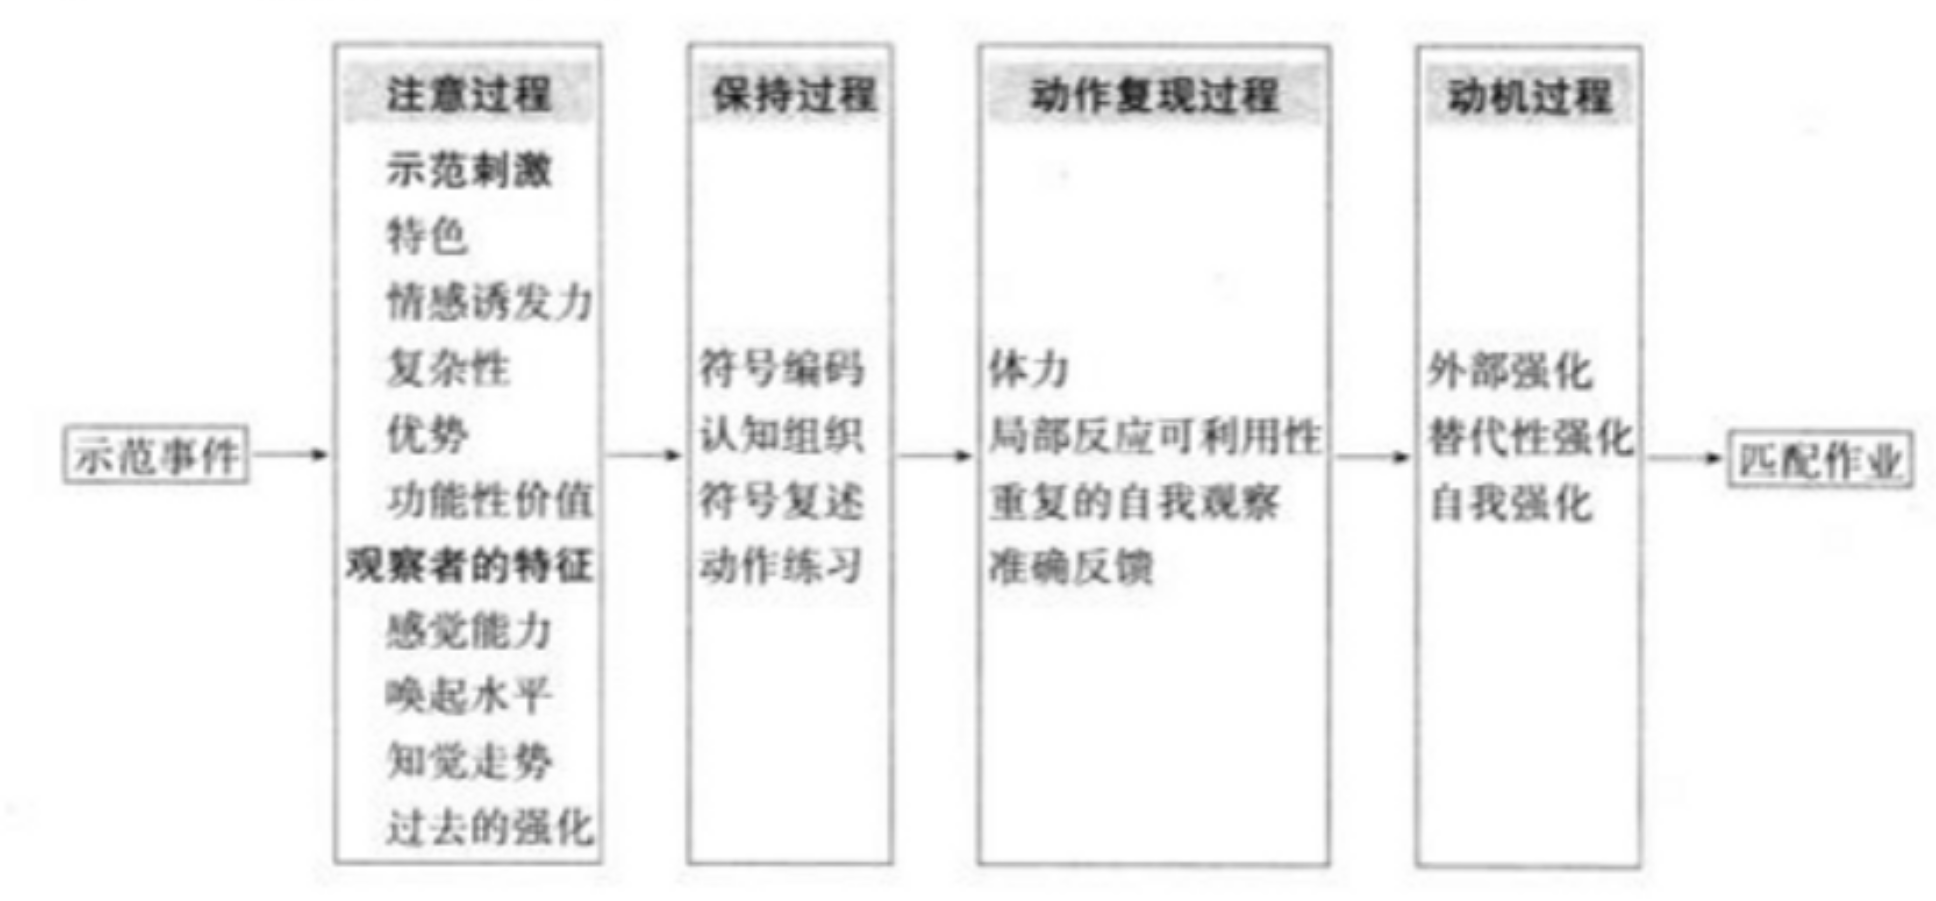 示范事件
注意过程
示范刺激
特色
情感诱发力
复杂性
优势
功能性价值
观察者的特征
感觉能力
唤起水平
知觉走势
过去的强化
保持过程
符号编码
认知组织
符号复述
动作练习
动作复现过程
体力
局部反应可利用性
重复的自我观察
准确反馈
动机过程
外部强化
替代性强化
自我强化
匹配作业